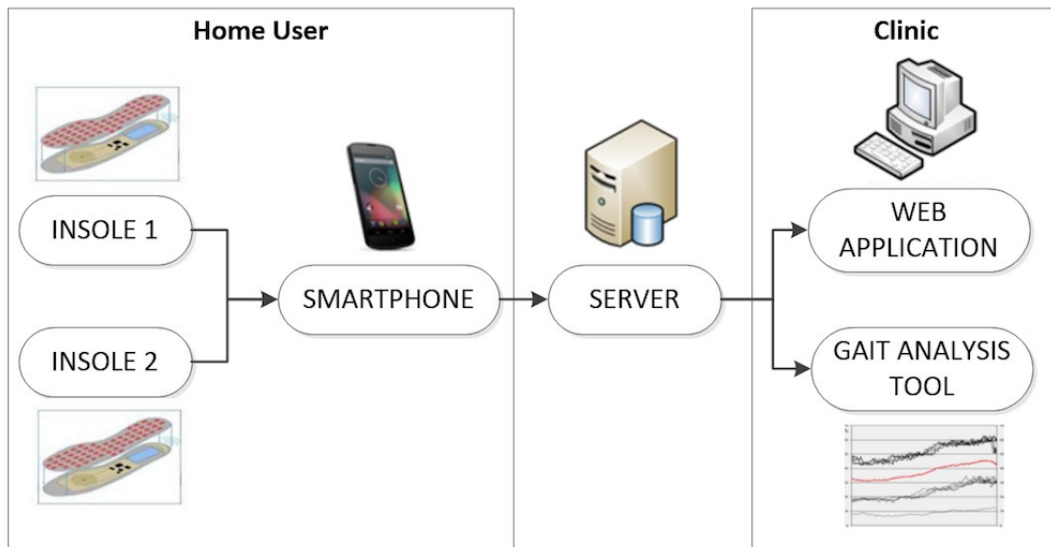 Home User
Clinic
INSOLE 1
INSOLE 2
SMARTPHONE
SERVER
WEB
APPLICATION
GAIT ANALYSIS
TOOL